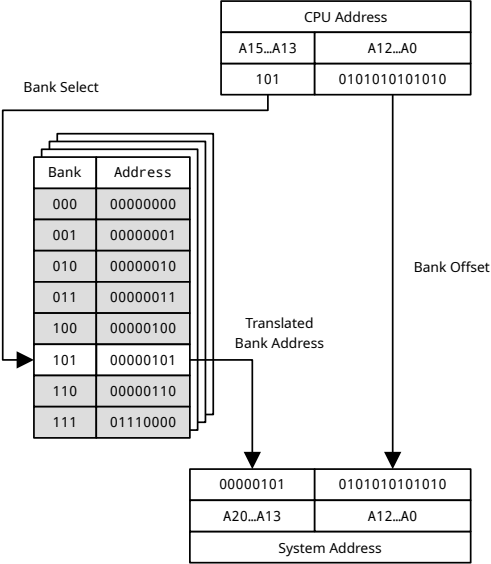 CPU Address
A15…A13 A12…A0
101 0101010101010
Bank Select
Bank Address
000 00000000
001 00000001
010 00000010
011 00000011
100 00000100
101 00000101
110 00000110
111 01110000
Bank Offset
Translated
Bank Address
00000101 0101010101010
A20…A13 A12…A0
System Address